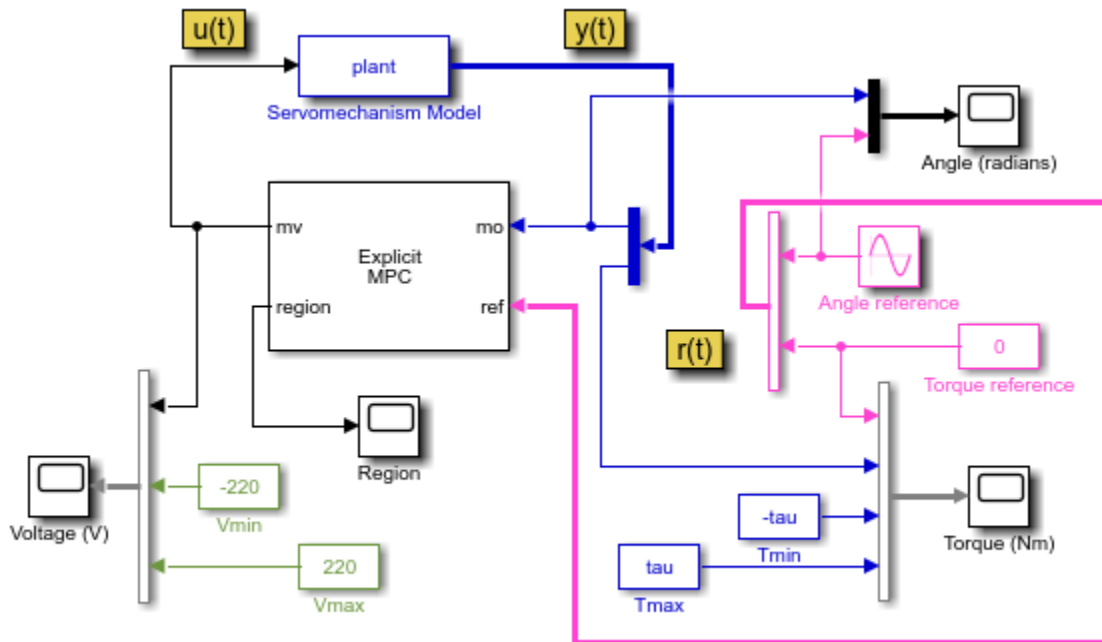 u(t)
y(t)
plant
Servomechanism Model
Angle (radians)
mv
mo
Explicit
MPC
region
ref
Angle reference
r(t)
0
Torque reference
Region
-220
Vmin
Voltage (V)
-tau
Tmin
Torque (Nm)
220
Vmax
tau
Tmax